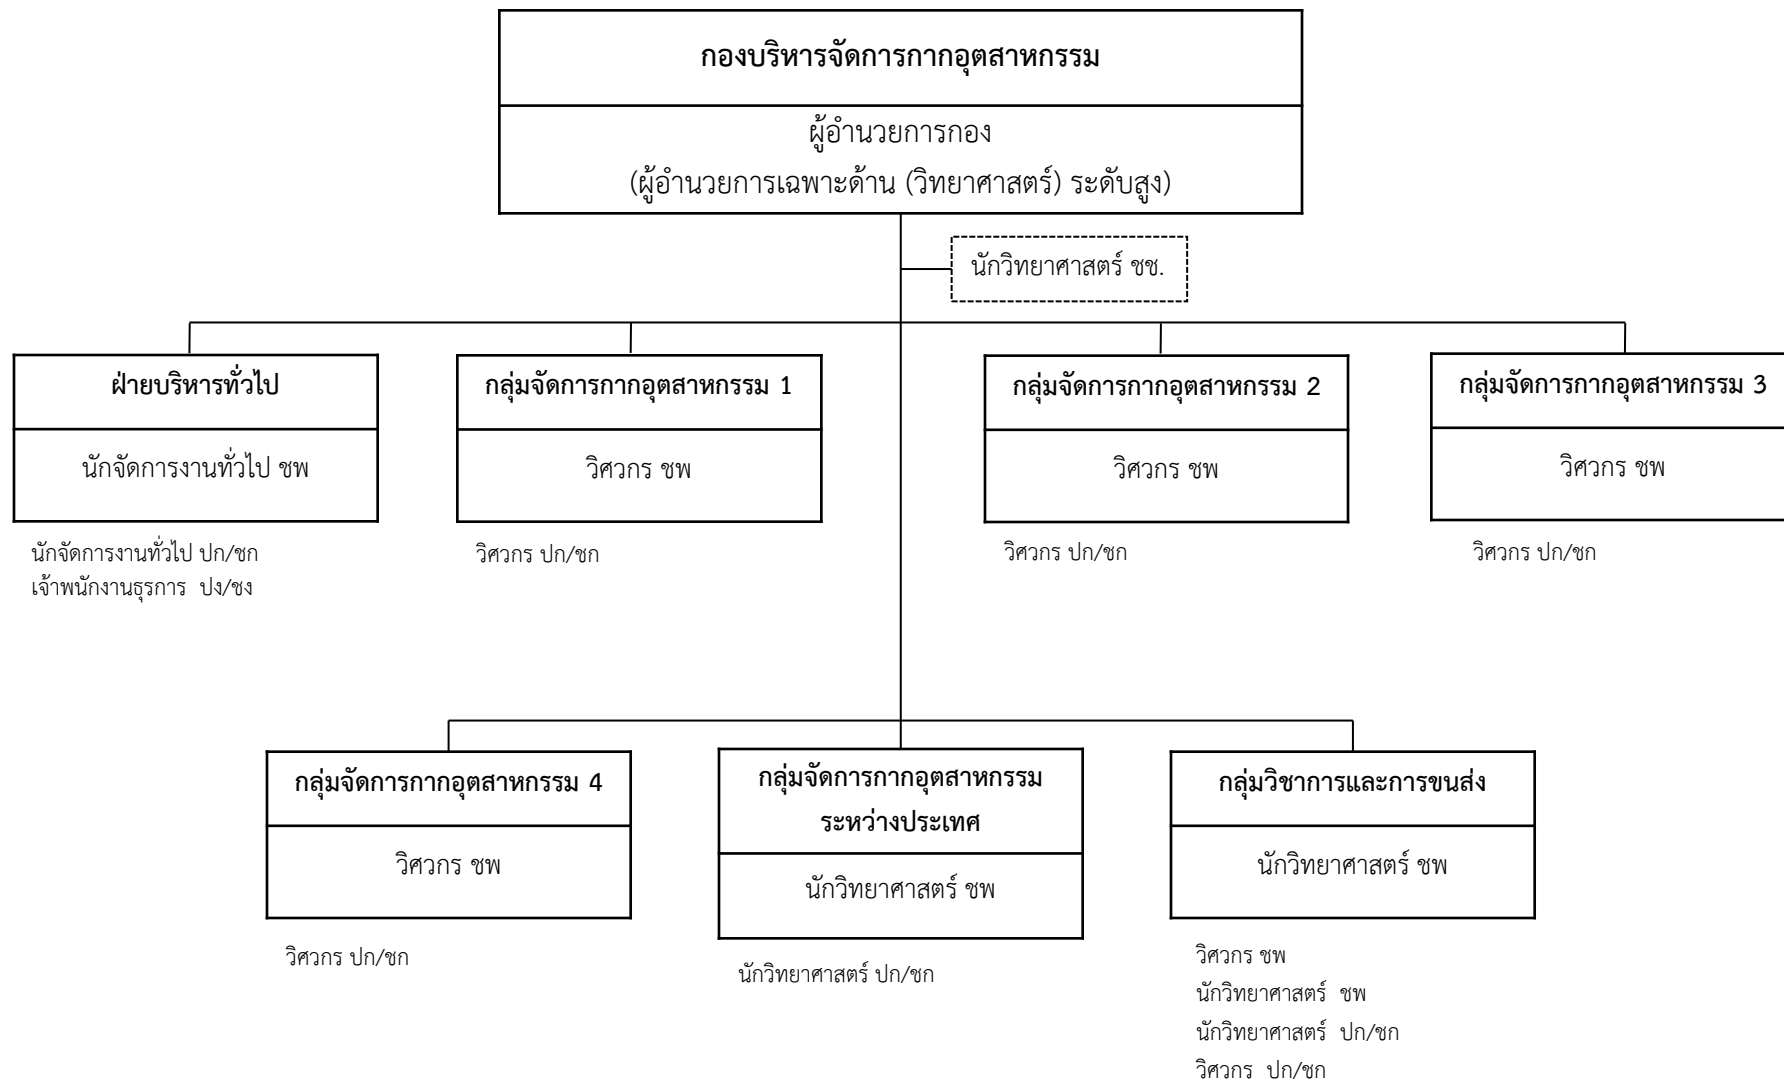 กองบริหารจัดการกากอุตสาหกรรม
ผู้อำนวยการกอง
(ผู้อำนวยการเฉพาะด้าน (วิทยาศาสตร์) ระดับสูง)
นักวิทยาศาสตร์ ชช.
ฝ่ายบริหารทั่วไป
นักจัดการงานทั่วไป ชพ
นักจัดการงานทั่วไป ปก/ชก
เจ้าพนักงานธุรการ ปง/ชง
กลุ่มจัดการกากอุตสาหกรรม 1
วิศวกร ชพ
วิศวกร ปก/ชก
กลุ่มจัดการกากอุตสาหกรรม 2
วิศวกร ชพ
วิศวกร ปก/ชก
กลุ่มจัดการกากอุตสาหกรรม 3
วิศวกร ชพ
วิศวกร ปก/ชก
กลุ่มจัดการกากอุตสาหกรรม 4
วิศวกร ชพ
วิศวกร ปก/ชก
กลุ่มจัดการกากอุตสาหกรรม
ระหว่างประเทศ
นักวิทยาศาสตร์ ชพ
นักวิทยาศาสตร์ ปก/ชก
กลุ่มวิชาการและการขนส่ง
นักวิทยาศาสตร์ ชพ
วิศวกร ชพ
นักวิทยาศาสตร์ ชพ
นักวิทยาศาสตร์ ปก/ชก
วิศวกร ปก/ชก